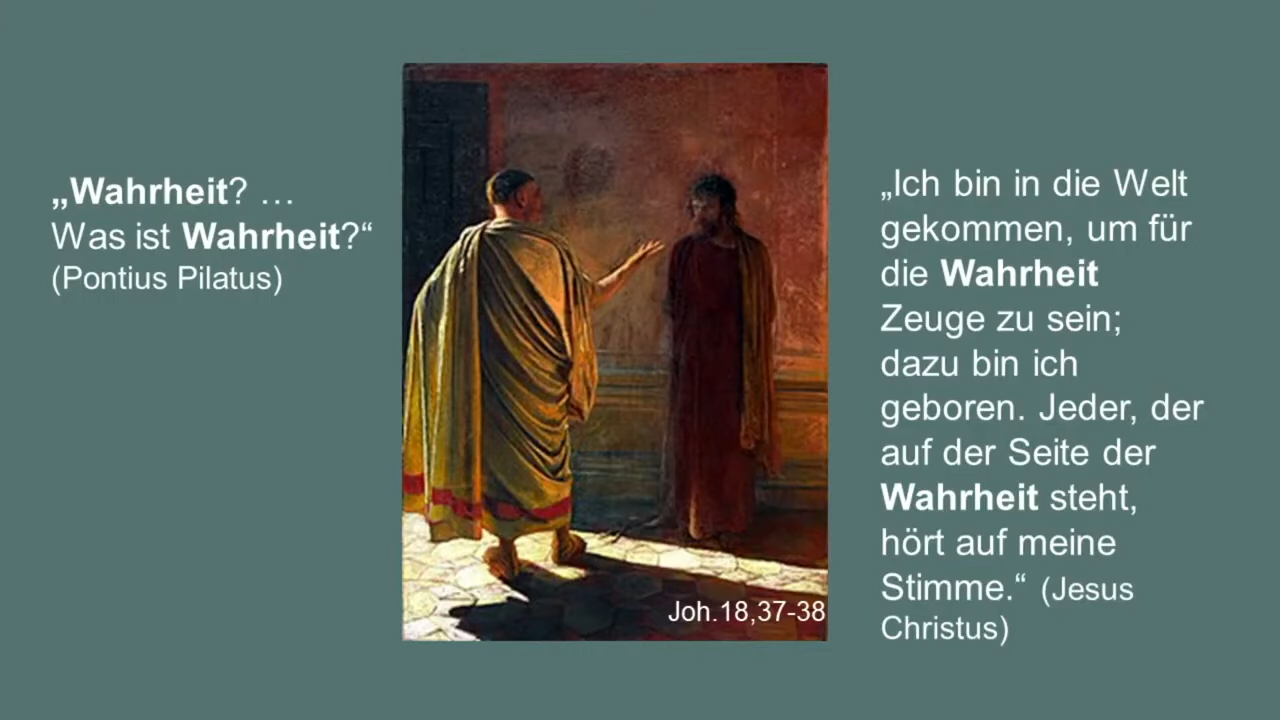 „Wahrheit? …
Was ist Wahrheit?“
(Pontius Pilatus)
Joh.18,37-38
„Ich bin in die Welt
gekommen, um für
die Wahrheit
Zeuge zu sein;
dazu bin ich
geboren. Jeder, der
auf der Seite der
Wahrheit steht,
hört auf meine
Stimme.“ (Jesus
Christus)